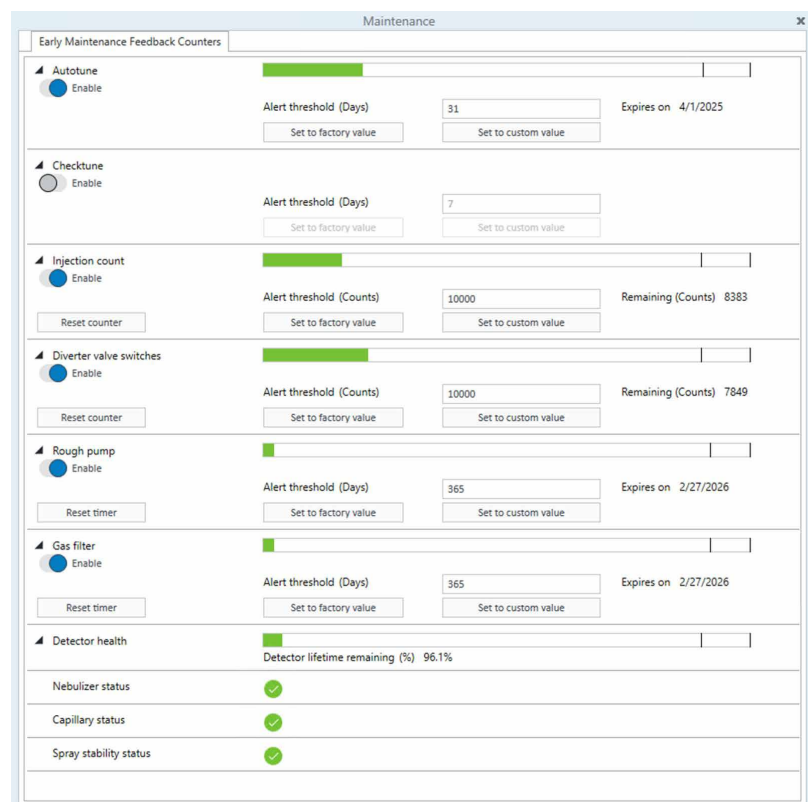 Maintenance
Early Maintenance Feedback Counters
Autotune
Enable
Alert threshold (Days) 31 Expires on 4/1/2025
Set to factory value Set to custom value
Checktune
Enable
Alert threshold (Days) 7
Set to factory value Set to custom value
Injection count
Enable
Alert threshold (Counts) 10000 Remaining (Counts) 8383
Reset counter Set to factory value Set to custom value
Diverter valve switches
Enable
Alert threshold (Counts) 10000 Remaining (Counts) 7849
Reset counter Set to factory value Set to custom value
Rough pump
Enable
Alert threshold (Days) 365 Expires on 2/27/2026
Reset timer Set to factory value Set to custom value
Gas filter
Enable
Alert threshold (Days) 365 Expires on 2/27/2026
Reset timer Set to factory value Set to custom value
Detector health
Detector lifetime remaining (%) 96.1%
Nebulizer status
Capillary status
Spray stability status